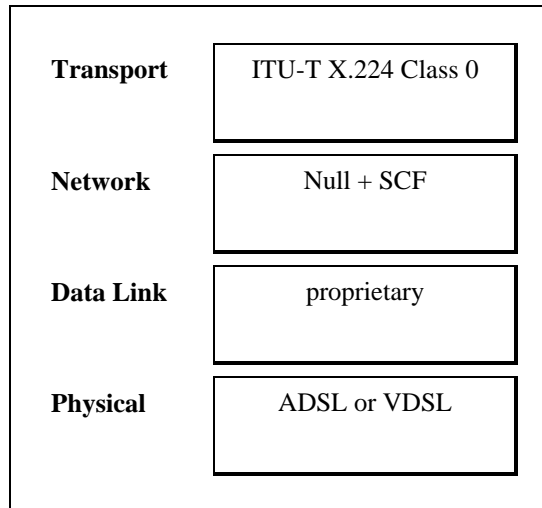 Transport ITU-T X.224 Class 0
Network Null + SCF
Data Link proprietary
Physical ADSL or VDSL